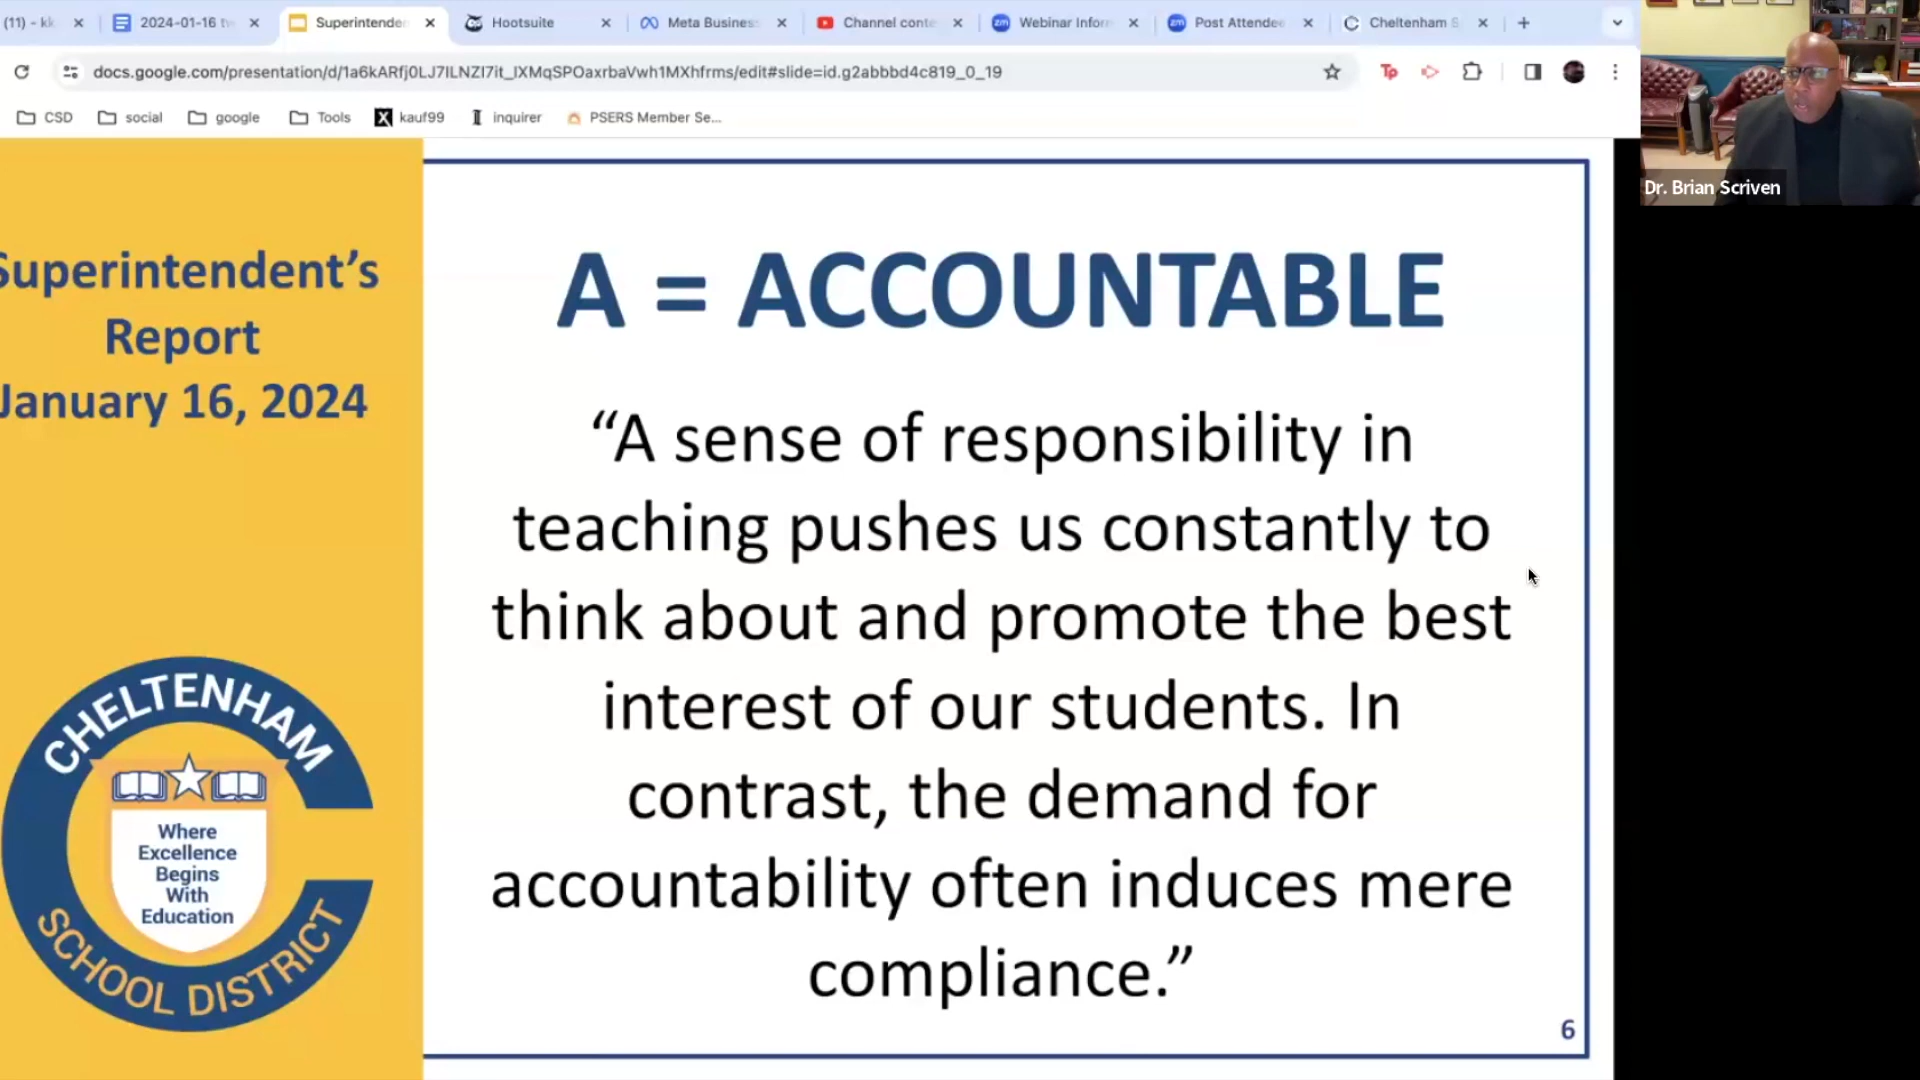 (11) - kk
2024-01-16 tw
Superintenden
Hootsuite
Meta Business
Channel conte
Webinar Inform
Post Attendee
Cheltenham S
docs.google.com/presentation/d/
/edit#slide=id.g2abbbd4c819_0_19
CSD
social
google
Tools
kauf99
inquirer
PSERS Member Se...
Dr. Brian Scriven
Superintendent’s
Report
January 16, 2024
CHELTENHAM
Where
Excellence
Begins
With
Education
SCHOOL DISTRICT
A = ACCOUNTABLE
“A sense of responsibility in
teaching pushes us constantly to
think about and promote the best
interest of our students. In
contrast, the demand for
accountability often induces mere
compliance.”
6